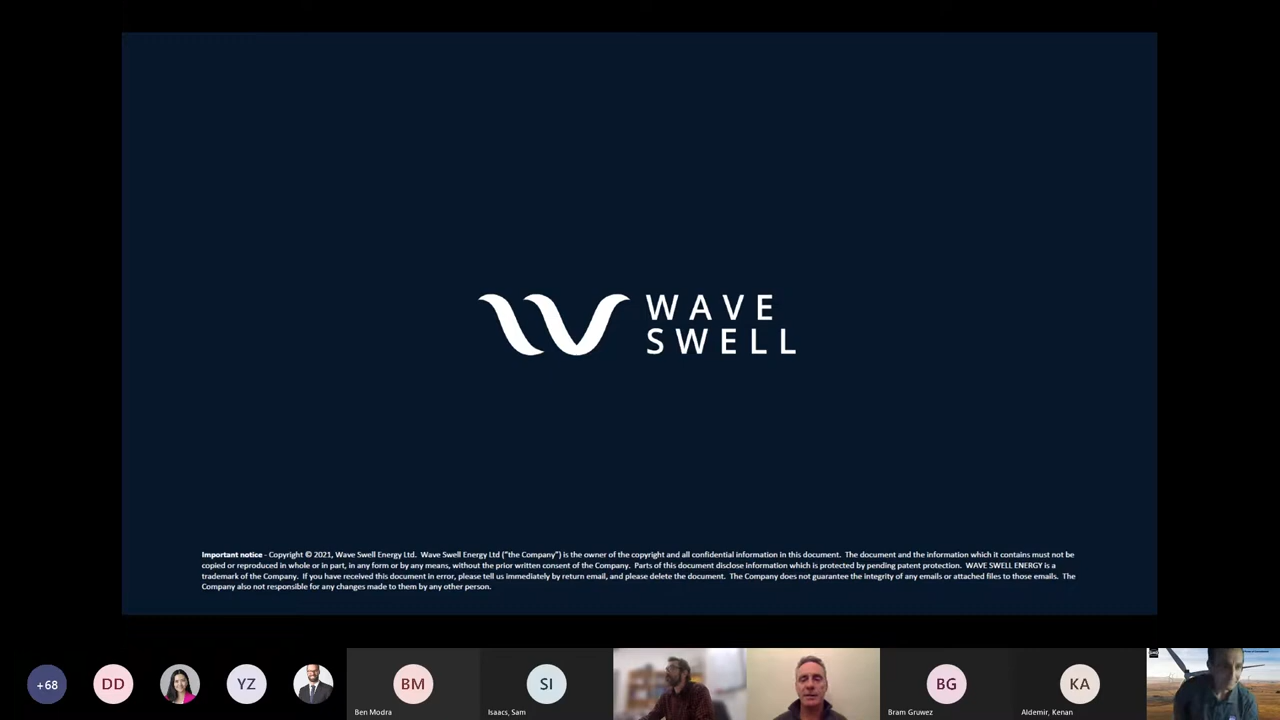 WAVE
SWELL
Important notice - Copyright © 2021, Wave Swell Energy Ltd. Wave Swell Energy Ltd ("the Company") is the owner of the copyright and all confidential information in this document. The document and the information which it contains must not be
copied or reproduced in whole or in part, in any form or by any means, without the prior written consent of the Company. Parts of this document disclose information which is protected by pending patent protection. WAVE SWELL ENERGY is a
trademark of the Company. If you have received this document in error, please tell us immediately by return email, and please delete the document. The Company does not guarantee the integrity of any emails or attached files to those emails. The
Company also not responsible for any changes made to them by any other person.
+68
DD
YZ
BM
SI
BG
KA
Ben Modra
Isaacs, Sam
Bram Gruwez
Aldemir, Kenan